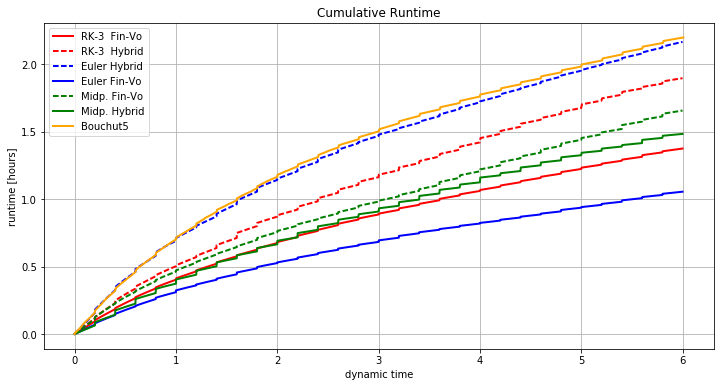 Cumulative Runtime
RK-3  Fin-Vo
RK-3  Hybrid
Euler Hybrid
Euler Fin-Vo
Midp. Fin-Vo
Midp. Hybrid
Bouchut5
runtime [hours]
2.0
1.5
1.0
0.5
0.0
0 1 2 3 4 5 6
dynamic time